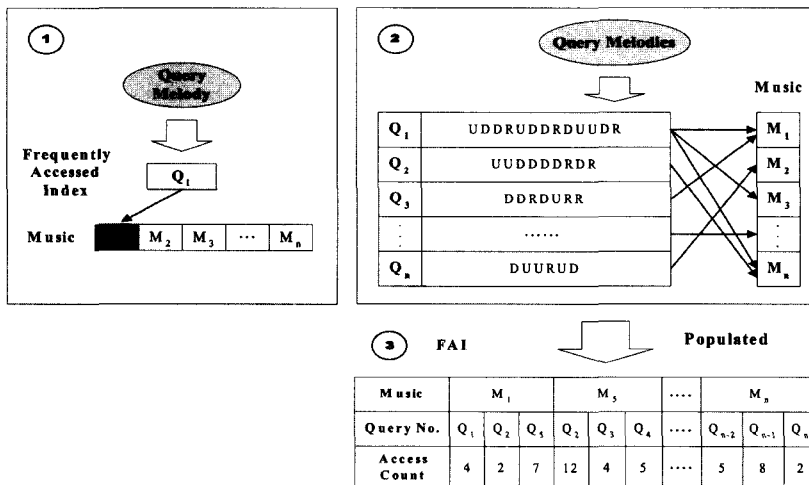 1
Query
Melody
Frequently
Accessed
Index
Q1
Music M2 M3 ... Mn
2
Query Melodies
Music
Q1 UDDRUDDRDUUDR M1
Q2 UUDDDDRDR M2
Q3 DDRDURR M3
⋮ ...... ⋮
Qn DUURUD Mn
3 FAI Populated
Music M1 M5 .... Mn
Query No. Q1 Q2 Q5 Q2 Q3 Q4 .... Qn-2 Qn-1 Qn
Access
Count 4 2 7 12 4 5 .... 5 8 2